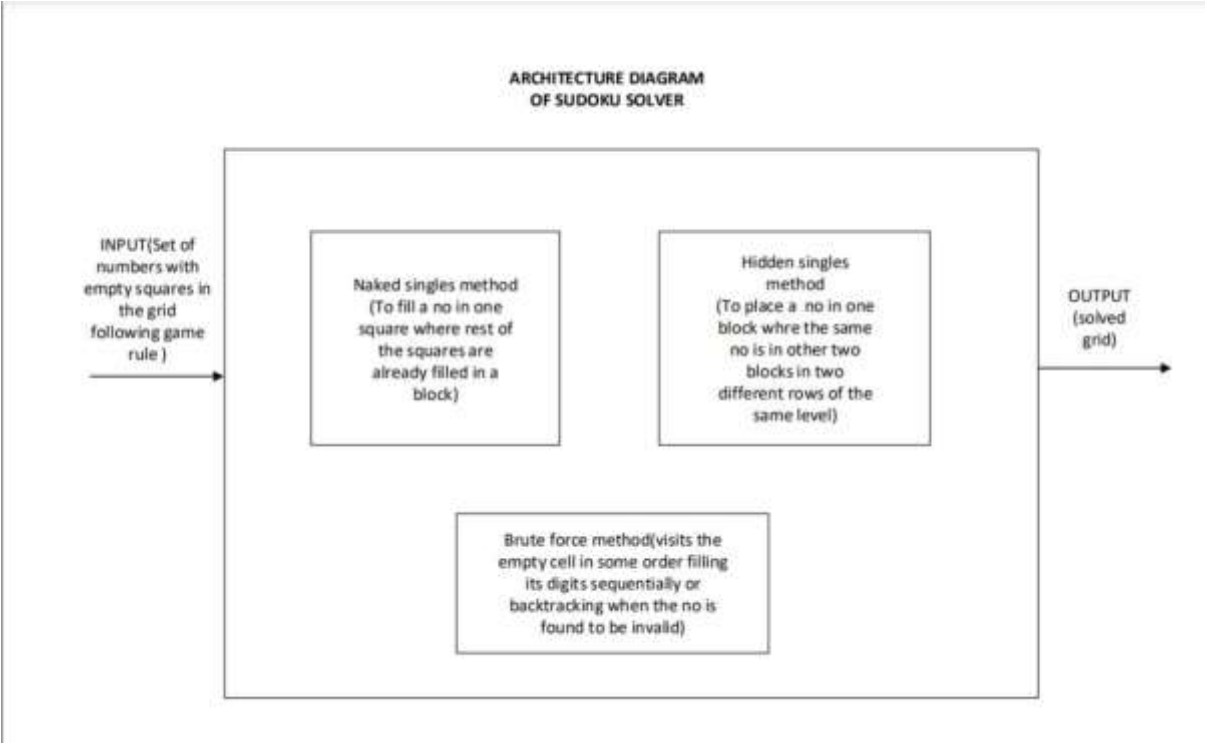 ARCHITECTURE DIAGRAM
OF SUDOKU SOLVER
INPUT(Set of
numbers with
empty squares in
the grid
following game
rule )
Naked singles method
(To fill a no in one
square where rest of
the squares are
already filled in a
block)
Hidden singles
method
(To place a  no in one
block whre the same
no is in other two
blocks in two
different rows of the
same level)
OUTPUT
(solved
grid)
Brute force method(visits the
empty cell in some order filling
its digits sequentially or
backtracking when the no is
found to be invalid)